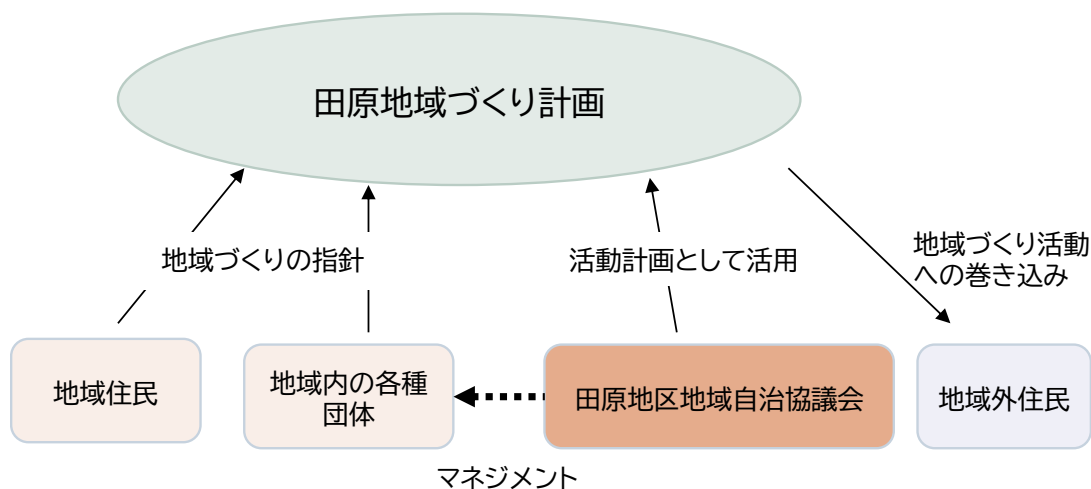 田原地域づくり計画
地域づくりの指針
活動計画として活用
地域づくり活動
への巻き込み
地域住民
地域内の各種
団体
田原地区地域自治協議会
地域外住民
マネジメント